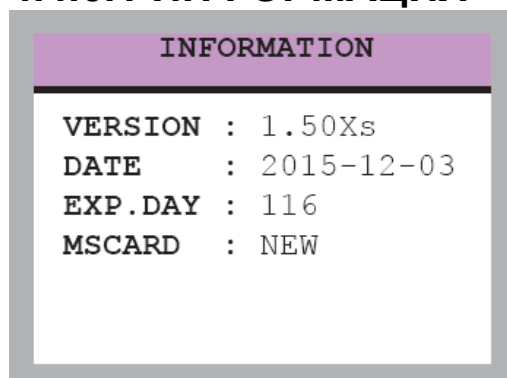 INFORMATION
VERSION : 1.50Xs
DATE : 2015-12-03
EXP.DAY : 116
MSCARD : NEW